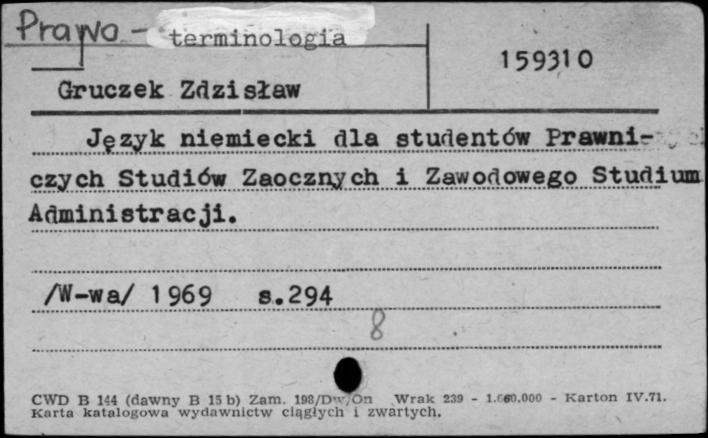 Prawo - terminologia
159310
Gruczek Zdzisław
Język niemiecki dla studentów Prawni-
czych Studiów Zaocznych i Zawodowego Studium
Administracji.
/W-wa/ 1969 s.294
8
CWD B 144 (dawny B 15 b) Zam. 198/Dw/On Wrak 239 - 1.660.000 - Karton IV.71.
Karta katalogowa wydawnictw ciągłych i zwartych.